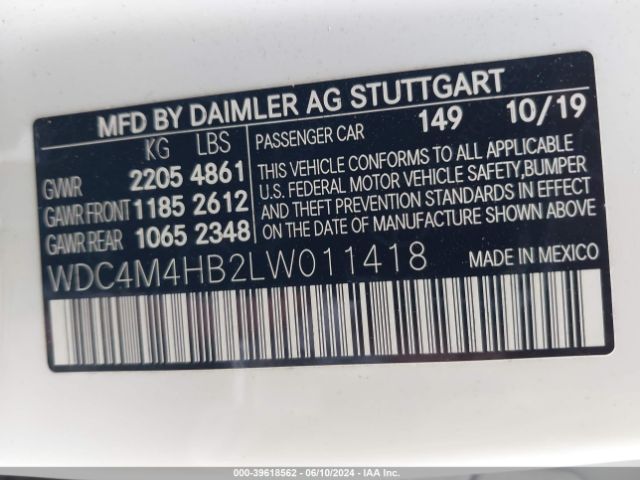 MFD BY DAIMLER AG STUTTGART
KG LBS
GVWR 2205 4861
GAWR FRONT 1185 2612
GAWR REAR 1065 2348
PASSENGER CAR 149 10/19
THIS VEHICLE CONFORMS TO ALL APPLICABLE
U.S. FEDERAL MOTOR VEHICLE SAFETY,BUMPER
AND THEFT PREVENTION STANDARDS IN EFFECT
ON THE DATE OF MANUFACTURE SHOWN ABOVE
WDC4M4HB2LW011418 MADE IN MEXICO
000-39618562 - 06/10/2024 - IAA Inc.